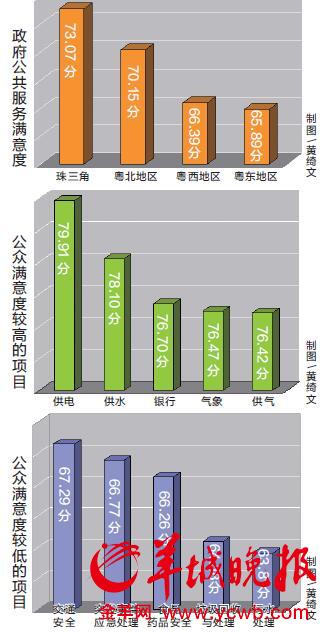 政府公共服务满意度
73.07分
70.15分
66.39分
65.89分
珠三角
粤北地区
粤西地区
粤东地区
制图/黄绮文
公众满意度较高的项目
79.91分
78.10分
76.70分
76.47分
76.42分
供电
供水
银行
气象
供气
制图/黄绮文
公众满意度较低的项目
67.29分
66.77分
66.26分
交通
安全
应急处理
药品安全
处理
制图/黄绮文
羊城晚报
金羊网 www.ycwb.com